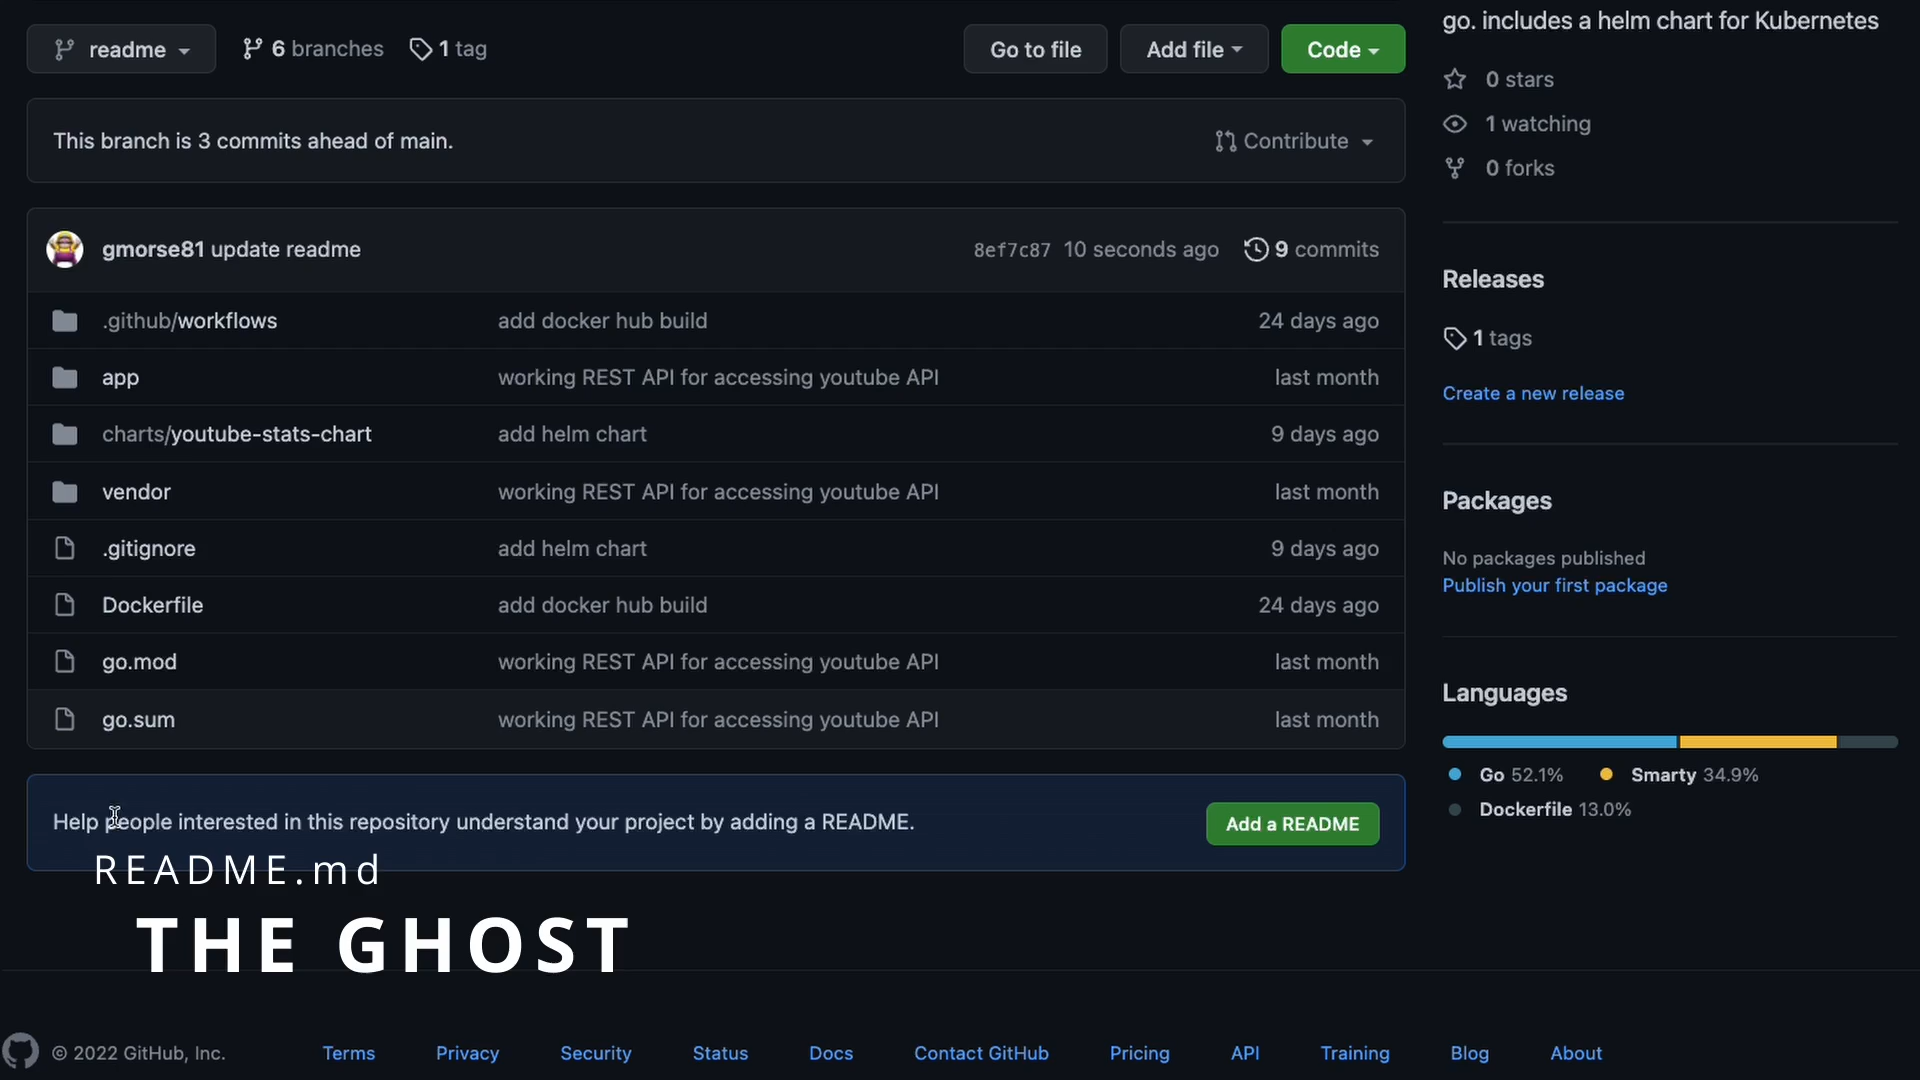 readme
6 branches
1 tag
Go to file
Add file
Code
This branch is 3 commits ahead of main.
Contribute
gmorse81 update readme
8ef7c87 10 seconds ago
9 commits
.github/workflows
add docker hub build
24 days ago
app
working REST API for accessing youtube API
last month
charts/youtube-stats-chart
add helm chart
9 days ago
vendor
working REST API for accessing youtube API
last month
.gitignore
add helm chart
9 days ago
Dockerfile
add docker hub build
24 days ago
go.mod
working REST API for accessing youtube API
last month
go.sum
working REST API for accessing youtube API
last month
Help people interested in this repository understand your project by adding a README.
Add a README
README.md
THE GHOST
go. includes a helm chart for Kubernetes
0 stars
1 watching
0 forks
Releases
1 tags
Create a new release
Packages
No packages published
Publish your first package
Languages
Go 52.1%
Smarty 34.9%
Dockerfile 13.0%
© 2022 GitHub, Inc.
Terms
Privacy
Security
Status
Docs
Contact GitHub
Pricing
API
Training
Blog
About